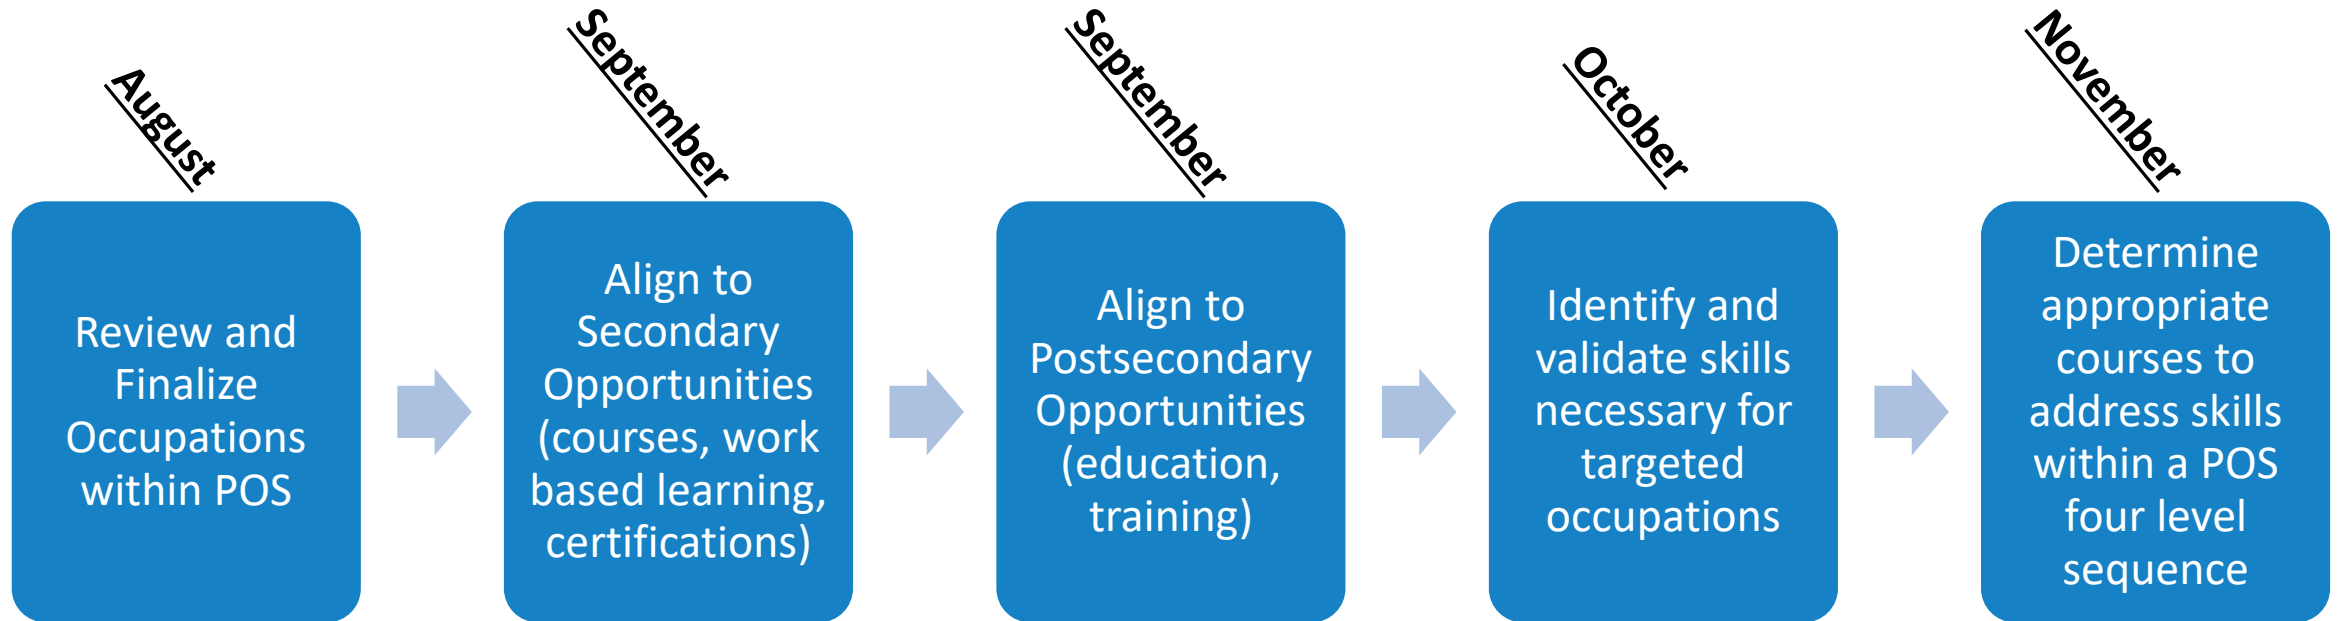 August
September
September
October
November
Review and
Finalize
Occupations
within POS
Align to
Secondary
Opportunities
(courses, work
based learning,
certifications)
Align to
Postsecondary
Opportunities
(education,
training)
Identify and
validate skills
necessary for
targeted
occupations
Determine
appropriate
courses to
address skills
within a POS
four level
sequence